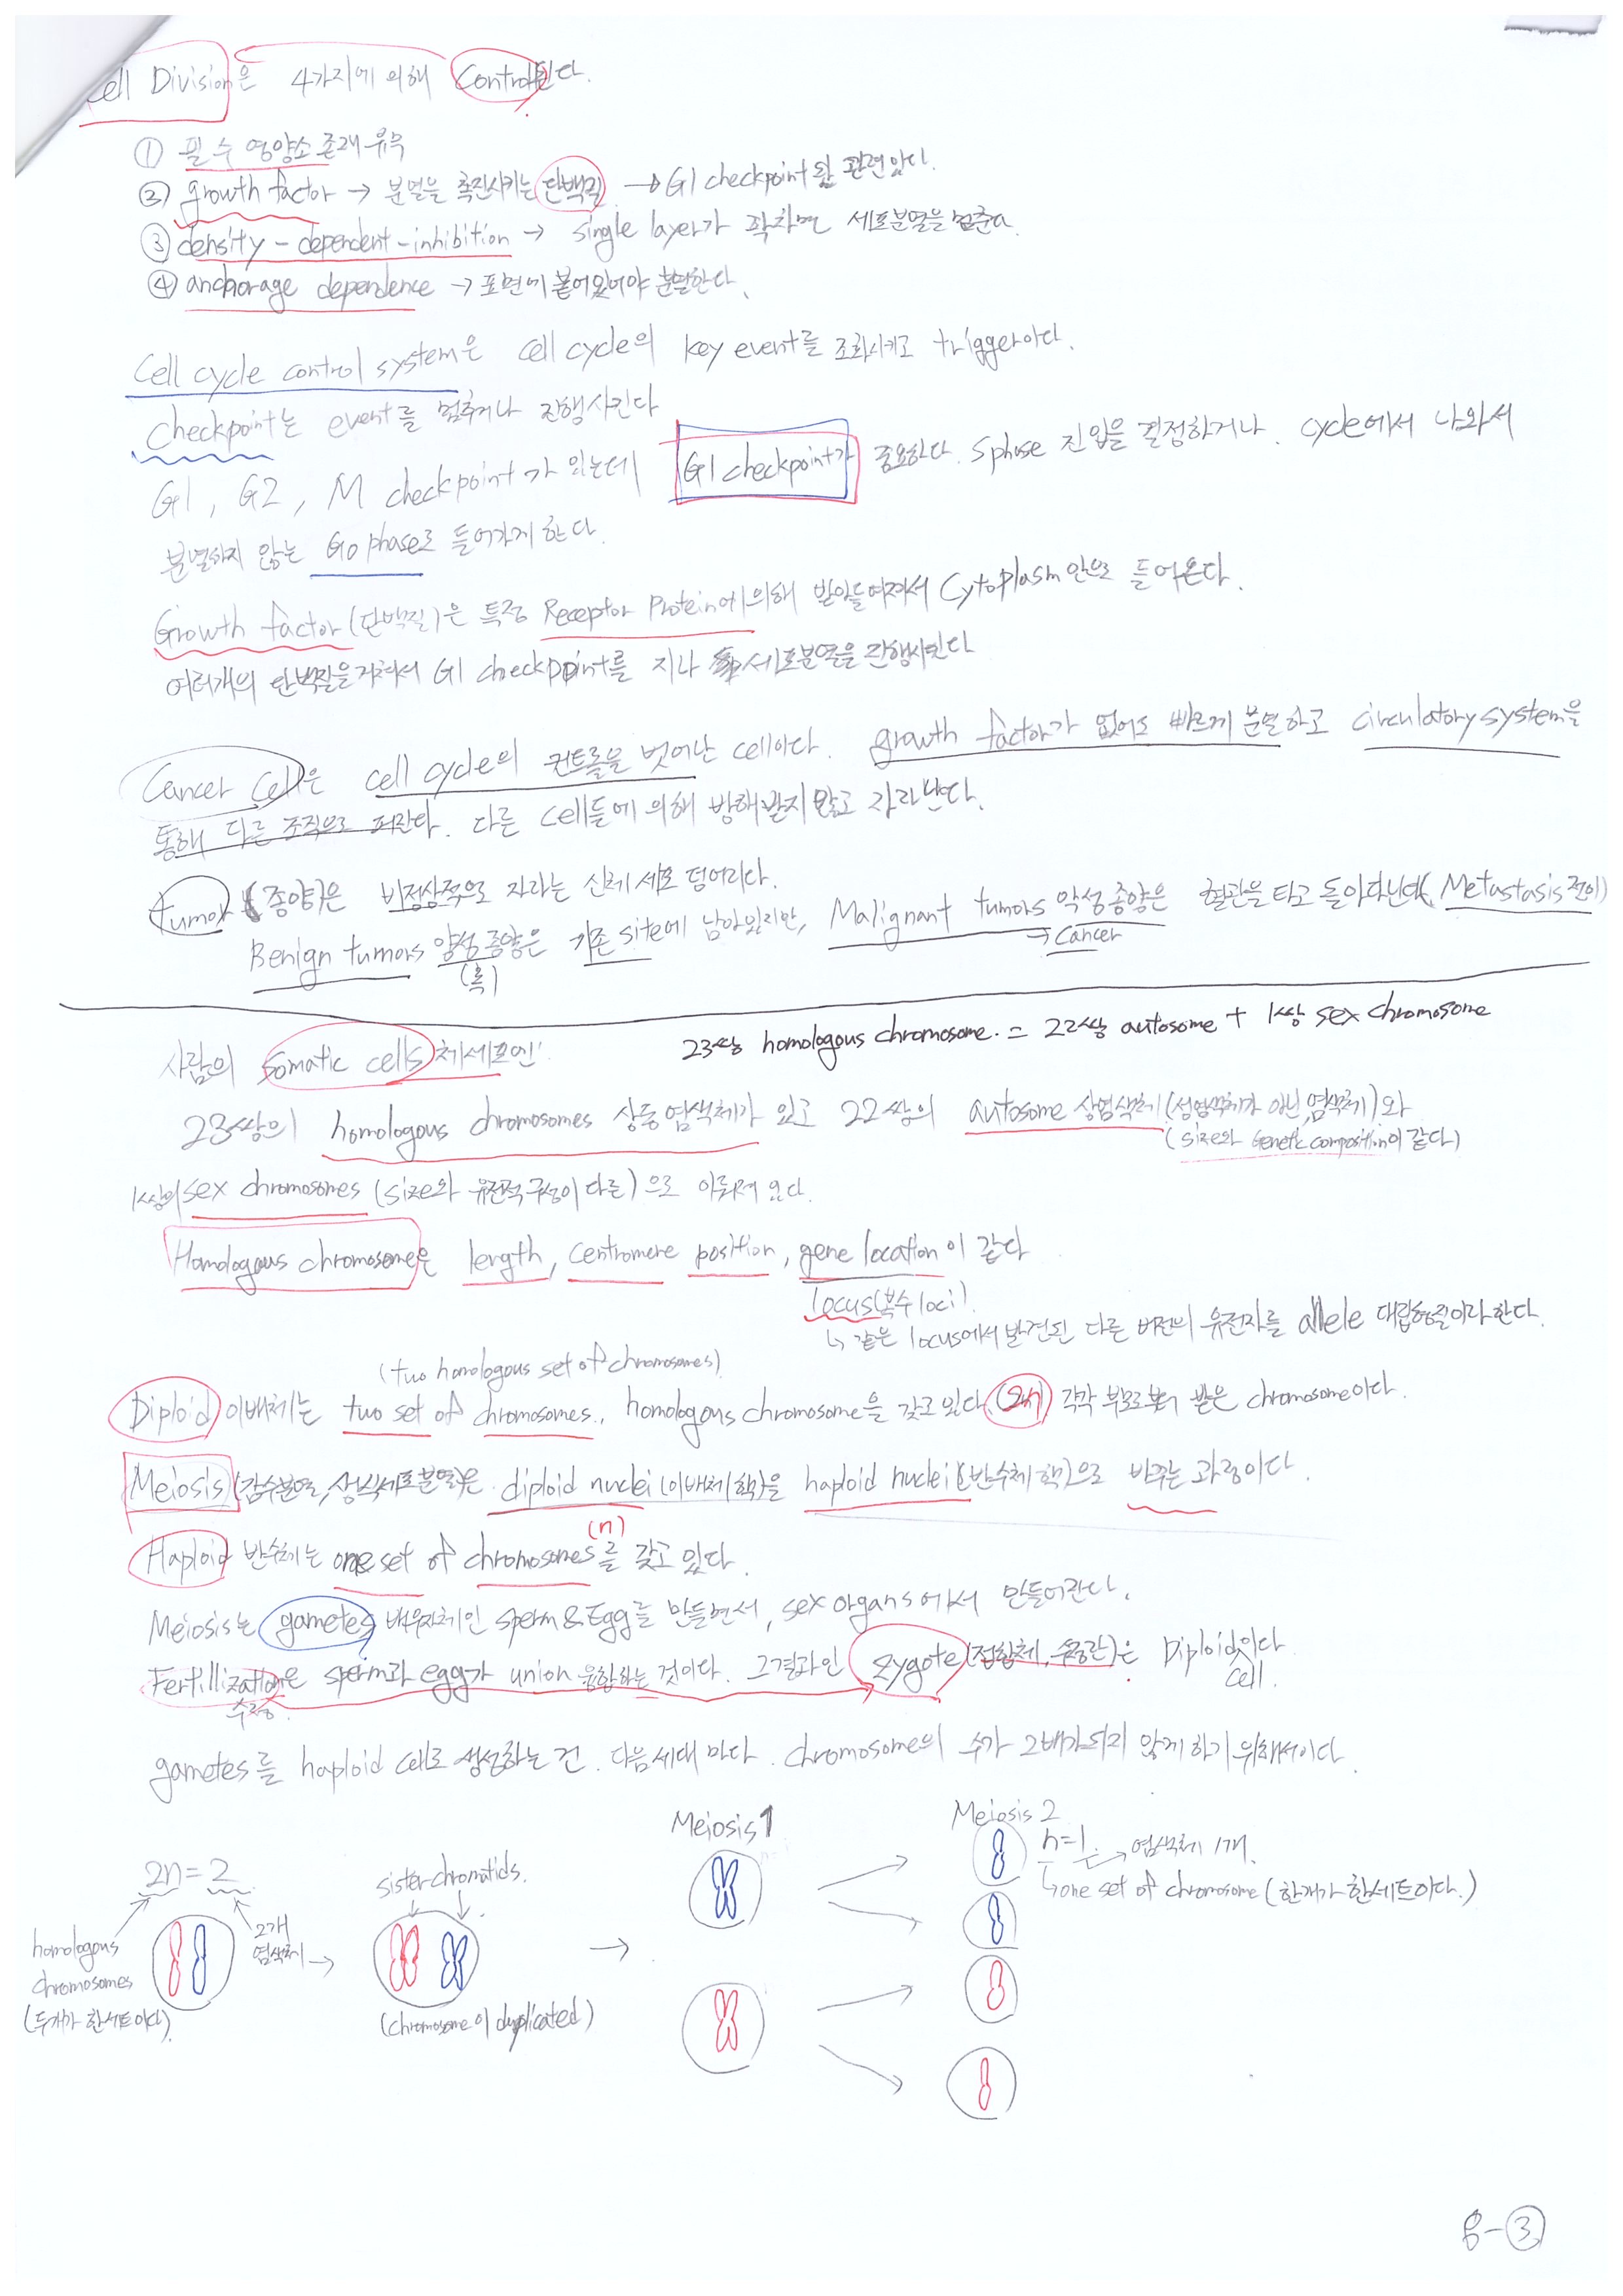 Cell Division은 4가지에 의해 Control된다.
① 필수 영양소 존재유무
② growth factor → 분열을 촉진시키는 단백질 → G1 checkpoint랑 관련있다.
③ density-dependent-inhibition → single layer가 꽉차면 세포분열을 멈춘다
④ anchorage dependence → 표면에 붙어있어야 분열한다.
Cell cycle control system은 cell cycle의 key event를 조화시키고 trigger이다.
Checkpoint는 event를 멈추거나 진행시킨다
G1, G2, M checkpoint가 있는데 G1 checkpoint가 중요하다. S phase 진입을 결정하거나. cycle에서 나와서
분열하지 않는 G0 phase로 들어가게 한다.
Growth factor(단백질)은 특정 Receptor Protein에 의해 받아들여져서 Cytoplasm 안으로 들어온다.
여러개의 단백질을 거쳐서 G1 checkpoint를 지나 세포분열을 진행시킨다
Cancer Cell은 cell cycle의 컨트롤을 벗어난 cell이다. growth factor가 없어도 빠르게 분열하고 circulatory system을
통해 다른 조직으로 퍼진다. 다른 cell들에 의해 방해받지 않고 자라난다.
tumor (종양)은 비정상적으로 자라는 신체 세포 덩어리다.
Benign tumors 양성종양은 기존 site에 남아있지만, Malignant tumors 악성종양은 혈관을 타고 돌아다닌다(Metastasis 전이)
(혹)
→ Cancer
23쌍 homologous chromosome. = 22쌍 autosome + 1쌍 sex chromosome
사람의 somatic cells 체세포엔
23쌍의 homologous chromosomes 상동염색체가 있고 22쌍의 autosome 상염색체(성염색체가 아닌 염색체)와
(size와 Genetic composition이 같다)
1쌍의 sex chromosomes (size와 유전적구성이 다른)으로 이뤄져 있다.
Homologous chromosome은 length, centromere position, gene location이 같다
locus(복수 loci).
↳ 같은 locus에서 발견된 다른 버전의 유전자를 allele 대립형질이라 한다.
(two homologous set of chromosomes)
Diploid 이배체는 two set of chromosomes., homologous chromosome을 갖고 있다. (2n) 각각 부모로부터 받은 chromosome이다.
Meiosis(감수분열, 생식세포분열)은 diploid nuclei(이배체핵)을 haploid nuclei(반수체핵)으로 바꾸는 과정이다.
(n)
Haploid 반수체는 one set of chromosomes를 갖고 있다.
Meiosis는 gametes 배우자체인 sperm & Egg를 만들면서, sex organs에서 만들어진다.
Fertillization은 sperm과 egg가 union 융합하는 것이다. 그결과인 zygote(접합체, 수정란)은 Diploid이다
수정.
cell.
gametes를 haploid cell로 생성하는 건. 다음세대 마다. chromosome의 수가 2배가 되지 않게 하기 위해서이다.
Meiosis 1
Meiosis 2
2n=2
sister chromatids.
n=1. → 염색체 1개.
↳ one set of chromosome (한개가 한세트이다.)
homologous
chromosomes
(두개가 한세트이다).
2개
염색체 →
(chromosome이 duplicated)
8-③